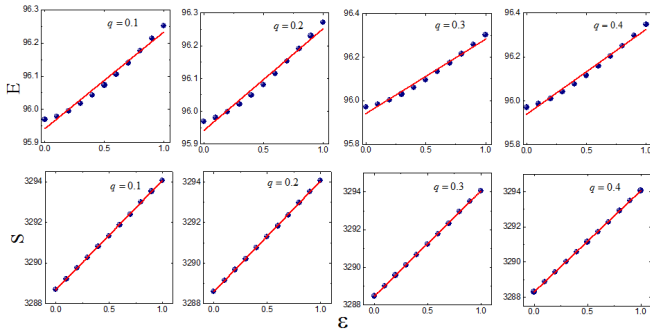 E
96.3
96.2
96.1
96.0
95.9
q = 0.1
0.0 0.5 1.0
96.3
96.2
96.1
96.0
95.9
q = 0.2
0.0 0.5 1.0
96.4
96.2
96.0
95.8
q = 0.3
0.0 0.5 1.0
96.4
96.2
96.0
95.8
q = 0.4
0.0 0.5 1.0
S
3294
3292
3290
3288
q = 0.1
0.0 0.5 1.0
3294
3292
3290
3288
q = 0.2
0.0 0.5 1.0
3294
3292
3290
3288
q = 0.3
0.0 0.5 1.0
3294
3292
3290
3288
q = 0.4
0.0 0.5 1.0
ε